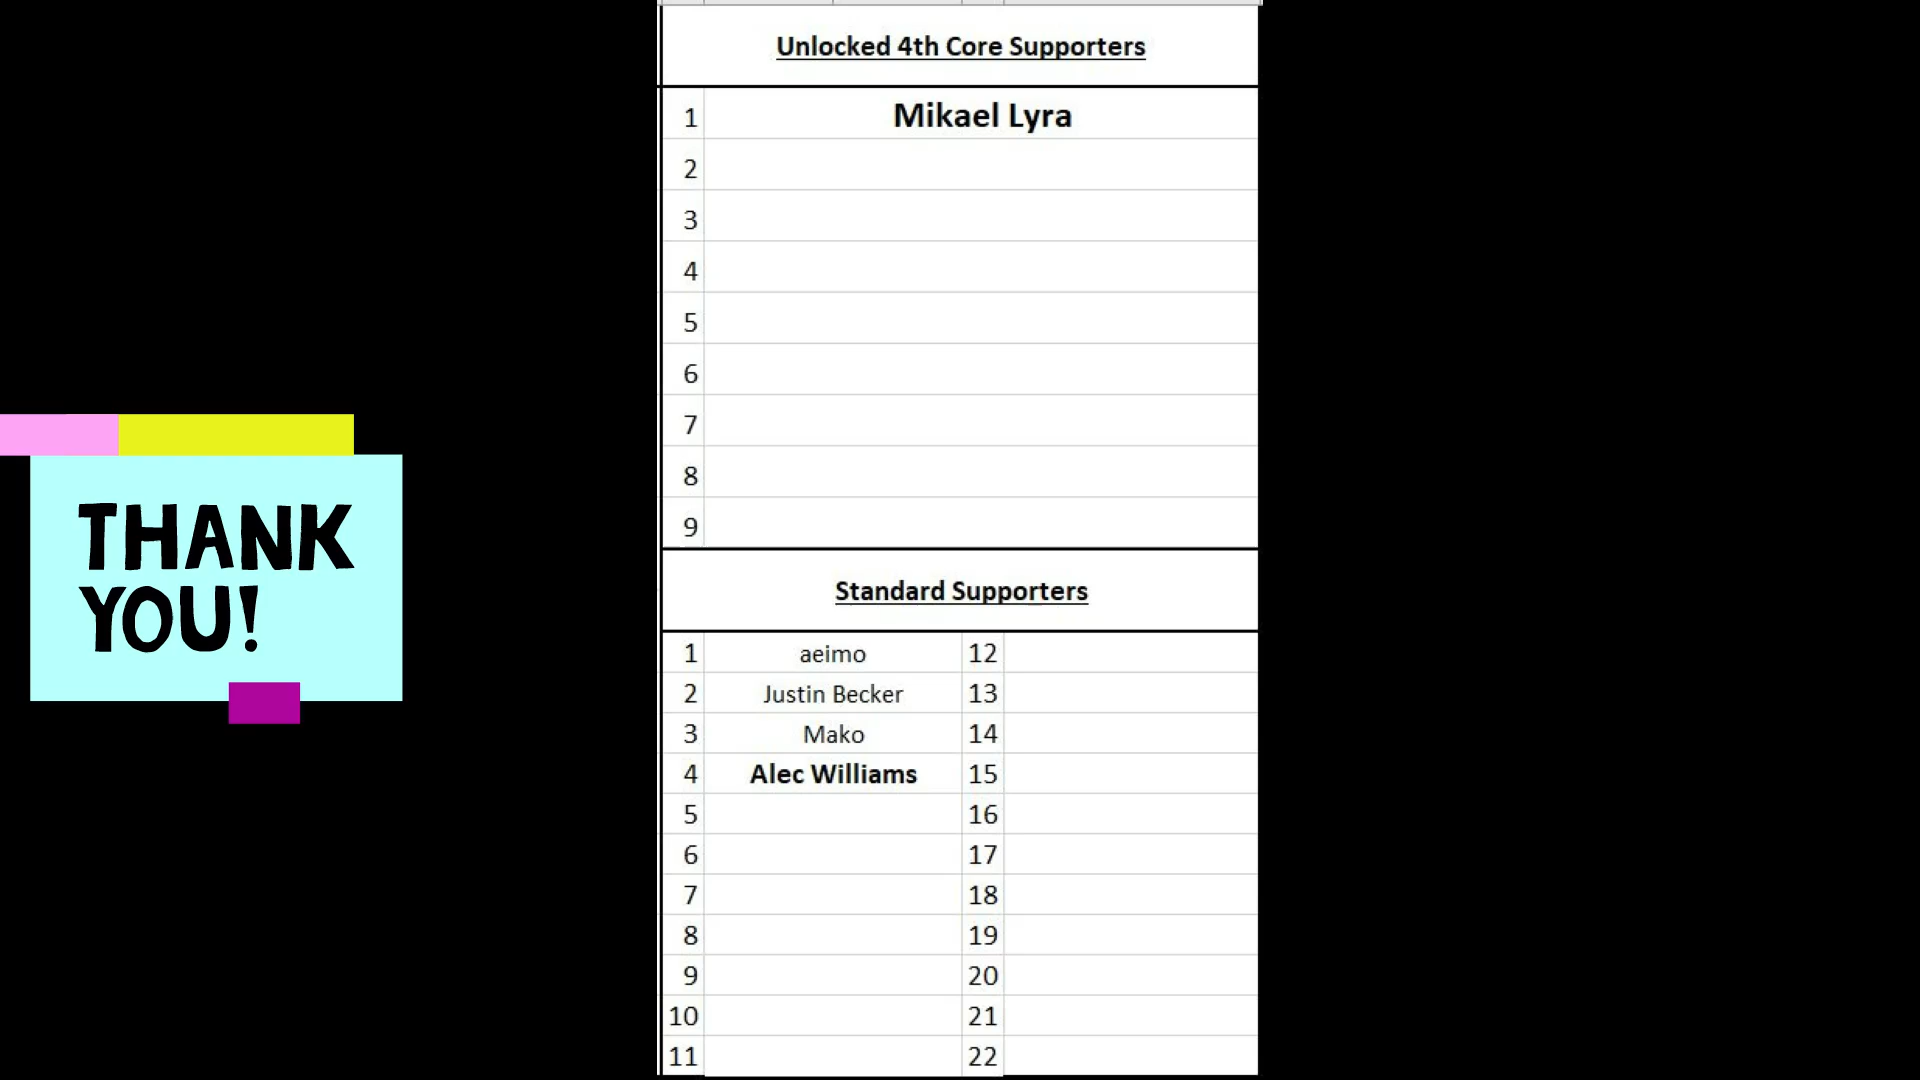 Unlocked 4th Core Supporters
1 Mikael Lyra
2
3
4
5
6
7
8
9
THANK
YOU!
Standard Supporters
1 aeimo 12
2 Justin Becker 13
3 Mako 14
4 Alec Williams 15
5 16
6 17
7 18
8 19
9 20
10 21
11 22